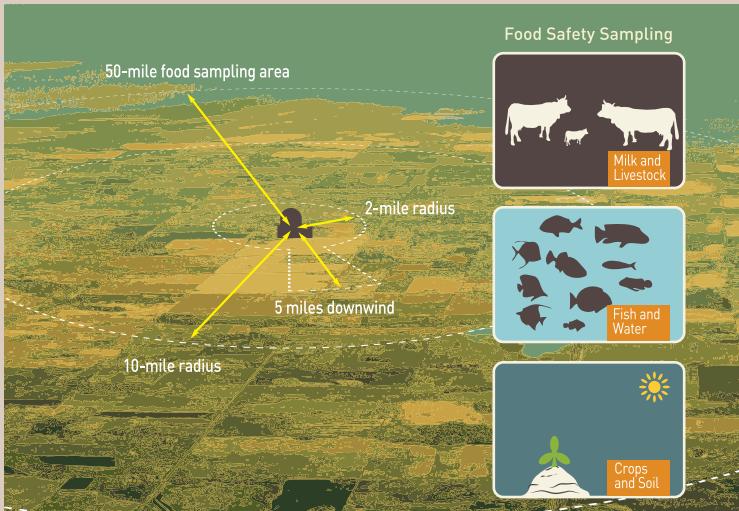 Food Safety Sampling
50-mile food sampling area
2-mile radius
5 miles downwind
10-mile radius
Milk and
Livestock
Fish and
Water
Crops
and Soil